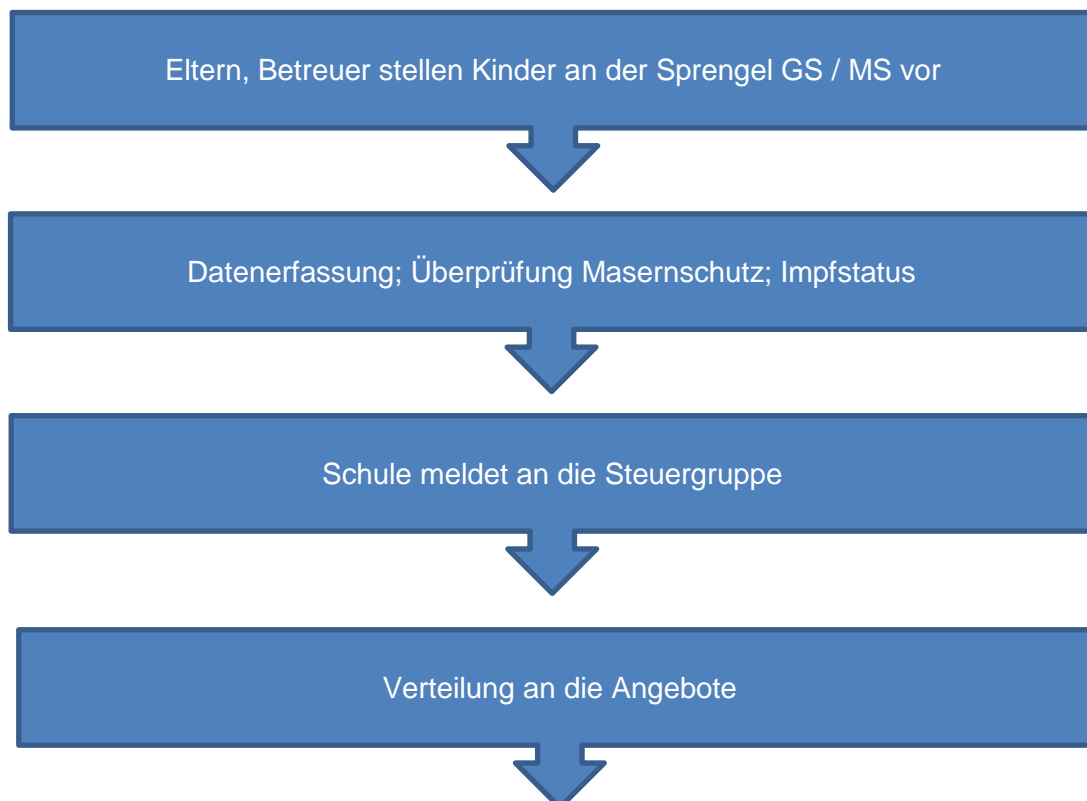 Eltern, Betreuer stellen Kinder an der Sprengel GS / MS vor
Datenerfassung; Überprüfung Masernschutz; Impfstatus
Schule meldet an die Steuergruppe
Verteilung an die Angebote